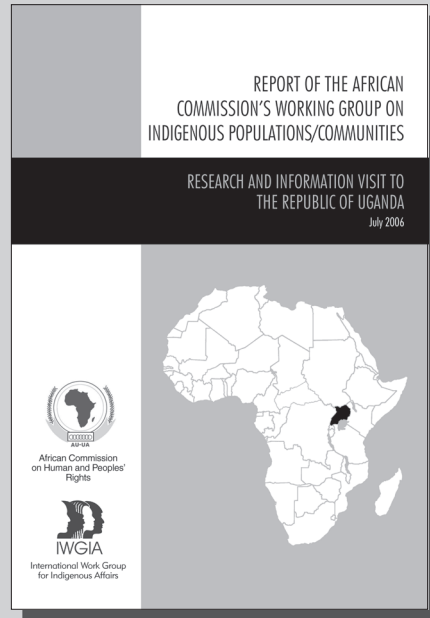 REPORT OF THE AFRICAN
COMMISSION'S WORKING GROUP ON
INDIGENOUS POPULATIONS/COMMUNITIES
RESEARCH AND INFORMATION VISIT TO
THE REPUBLIC OF UGANDA
July 2006
AU-UA
African Commission
on Human and Peoples'
Rights
IWGIA
International Work Group
for Indigenous Affairs